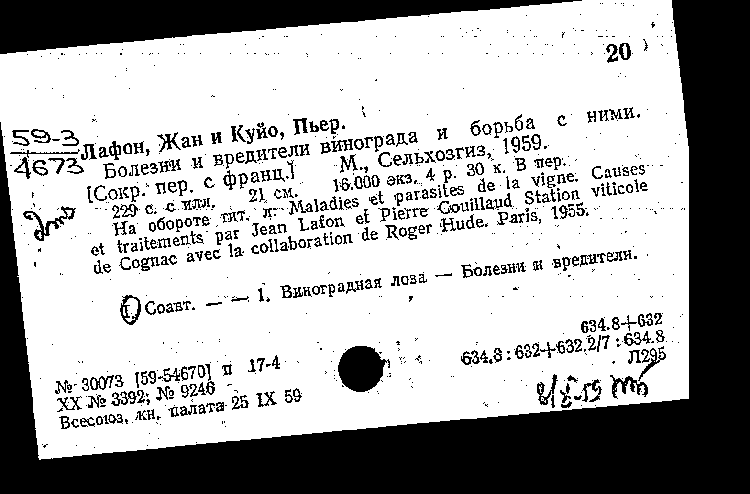 20
59-3
4673
Лафон, Жан и Куйо, Пьер.
Болезни и вредители винограда и борьба с ними.
[Сокр. пер. с франц.] М., Сельхозгиз, 1959.
229 с. с илл. 21 см. 16.000 экз. 4 р. 30 к. В пер.
На обороте тит. л: Maladies et parasites de la vigne. Causes
et traitements par Jean Lafon et Pierre Couillaud Station viticole
de Cognac avec la collaboration de Roger Hude. Paris, 1955.
I. Соавт. — — 1. Виноградная лоза — Болезни и вредители.
634.8+632
634.8:632+632.2/7:634.8
Л295
№ 30073 [59-54670] п 17-4
XX № 3392; № 9246
Всесоюз. кн. палата 25 IX 59